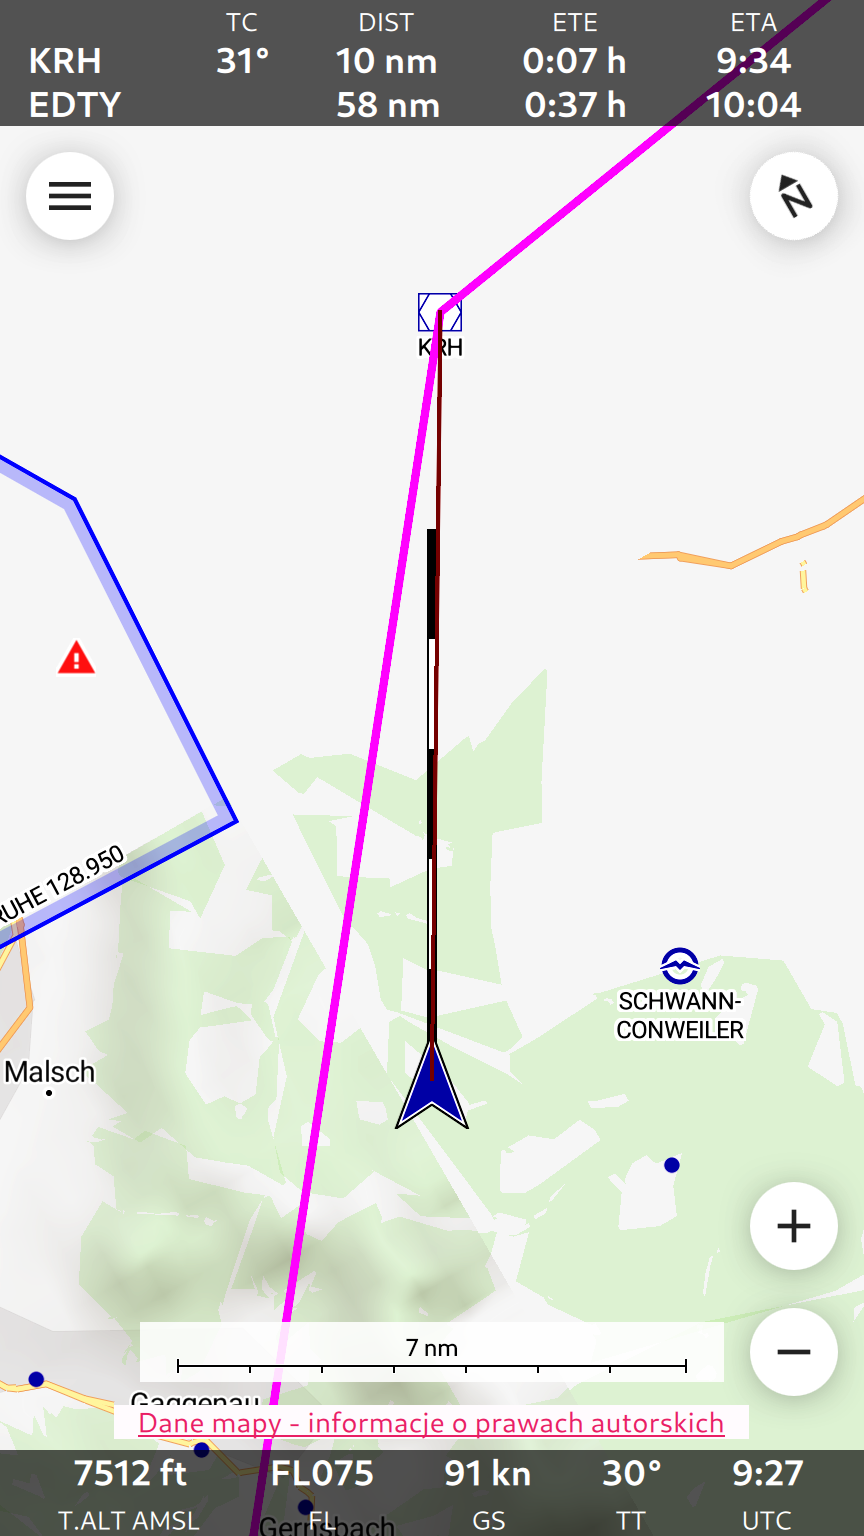 TC DIST ETE ETA
KRH 31° 10 nm 0:07 h 9:34
EDTY 58 nm 0:37 h 10:04
N
KRH
RUHE 128.950
SCHWANN-
CONWEILER
Malsch
7 nm
Gaggenau
Dane mapy - informacje o prawach autorskich
7512 ft FL075 91 kn 30° 9:27
T.ALT AMSL FL GS TT UTC
Gernsbach